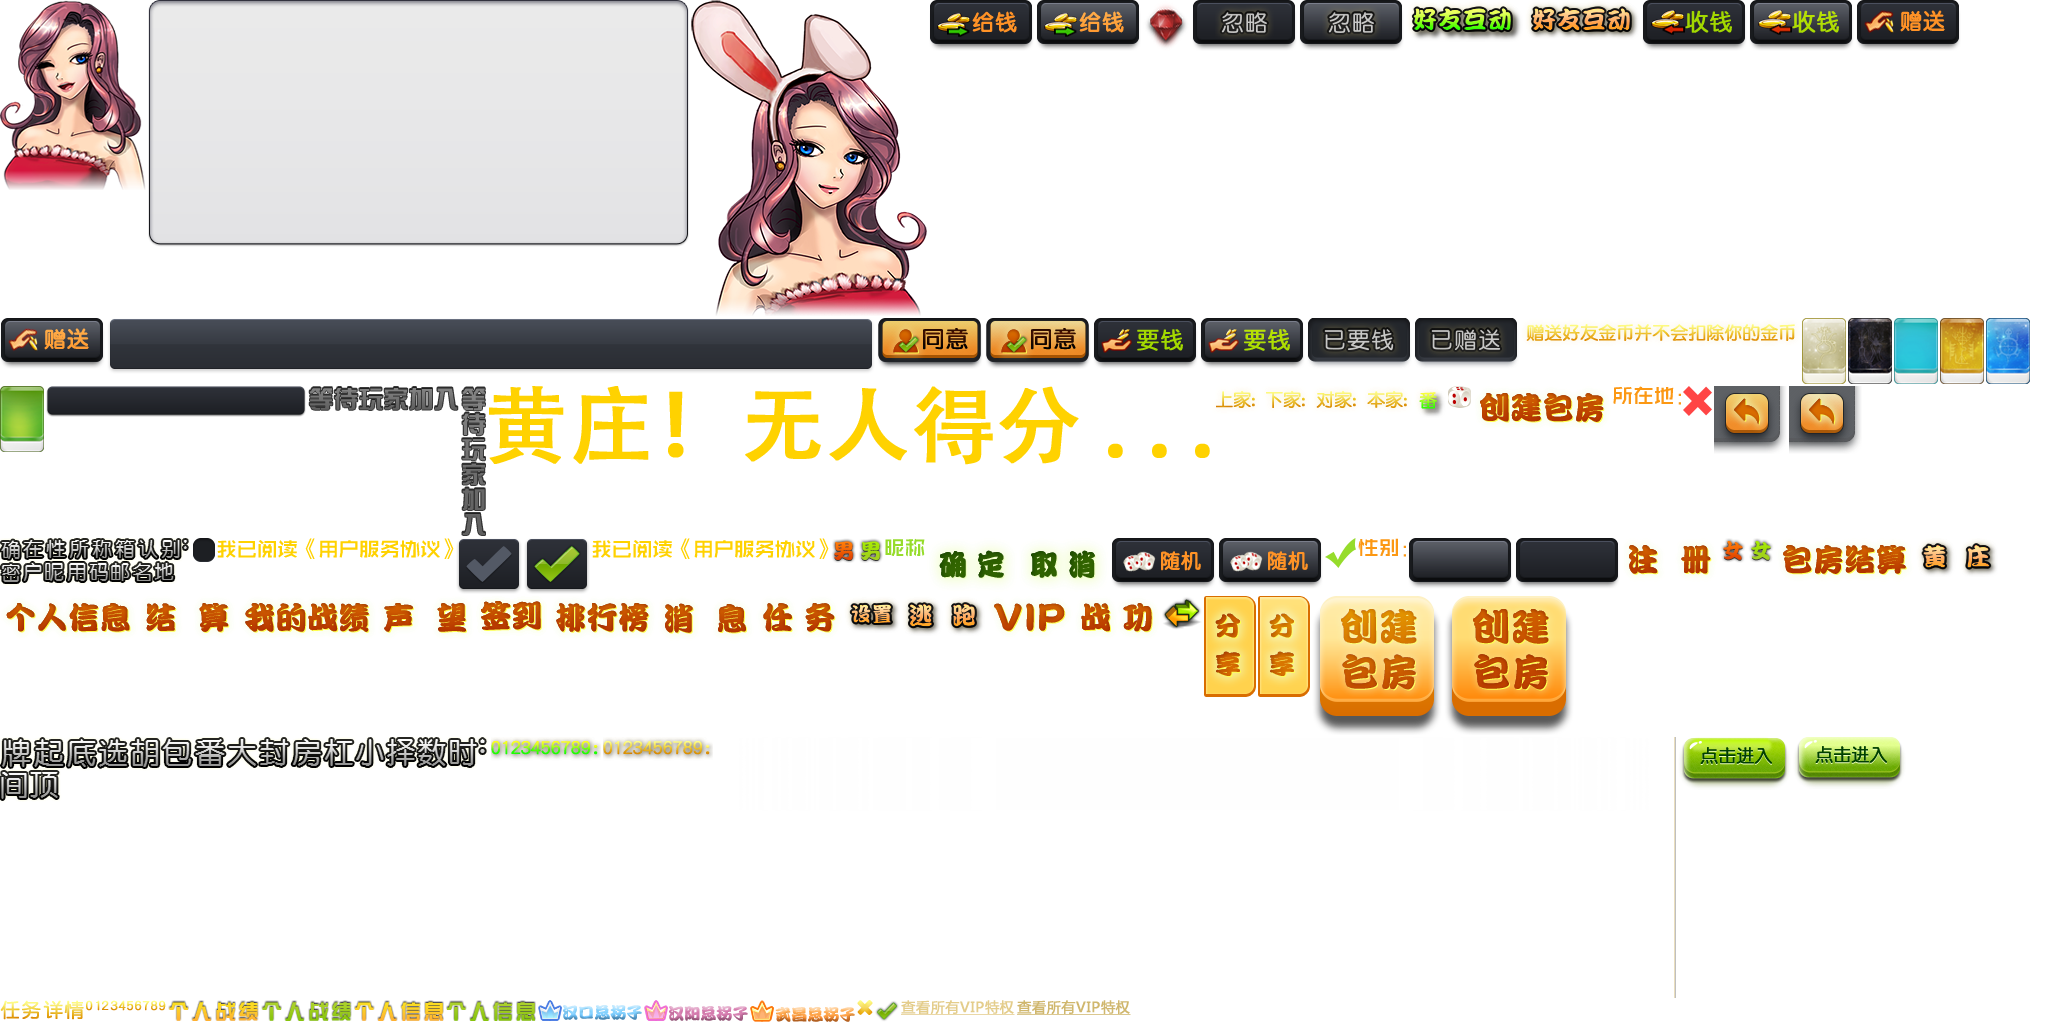 给钱 给钱 忽略 忽略 好友互动 好友互动 收钱 收钱 赠送
赠送 同意 同意 要钱 要钱 已要钱 已赠送 赠送好友金币并不会扣除你的金币
等待玩家加入 等待玩家加入 黄庄！无人得分... 上家: 下家: 对家: 本家: 番 创建包房 所在地:
确在性所称箱认别: 我已阅读《用户服务协议》 我已阅读《用户服务协议》 男 男 昵称 确定 取消 随机 随机 性别: 注册 女 女 包房结算 黄庄
密户昵用码邮名地
个人信息 结算 我的战绩 声望 签到 排行榜 消息 任务 设置 逃跑 VIP 战功 分享 分享 创建包房 创建包房
牌起底选胡包番大封房杠小择数时: 0123456789: 0123456789: 点击进入 点击进入
间顶
任务详情 0123456789 个人战绩 个人战绩 个人信息 个人信息 汉口总拐子 汉阳总拐子 武昌总拐子 查看所有VIP特权 查看所有VIP特权